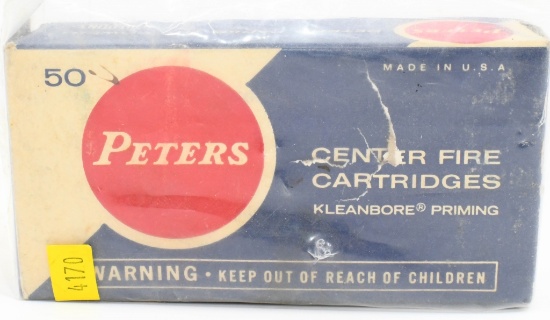 50
MADE IN U.S.A
PETERS
CENTER FIRE
CARTRIDGES
KLEANBORE® PRIMING
WARNING • KEEP OUT OF REACH OF CHILDREN
4170